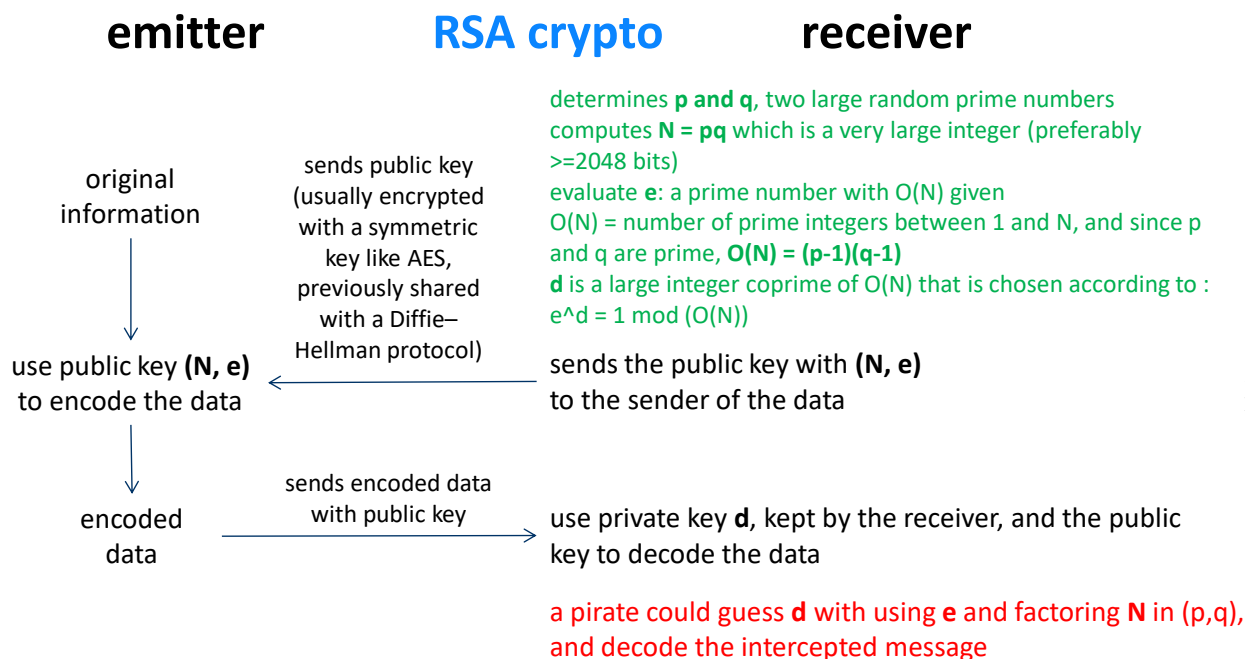 emitter RSA crypto receiver
determines p and q, two large random prime numbers
computes N = pq which is a very large integer (preferably
>=2048 bits)
evaluate e: a prime number with O(N) given
O(N) = number of prime integers between 1 and N, and since p
and q are prime, O(N) = (p-1)(q-1)
d is a large integer coprime of O(N) that is chosen according to :
e^d = 1 mod (O(N))
original
information
sends public key
(usually encrypted
with a symmetric
key like AES,
previously shared
with a Diffie–
Hellman protocol)
use public key (N, e)
to encode the data
sends the public key with (N, e)
to the sender of the data
encoded
data
sends encoded data
with public key
use private key d, kept by the receiver, and the public
key to decode the data
a pirate could guess d with using e and factoring N in (p,q),
and decode the intercepted message